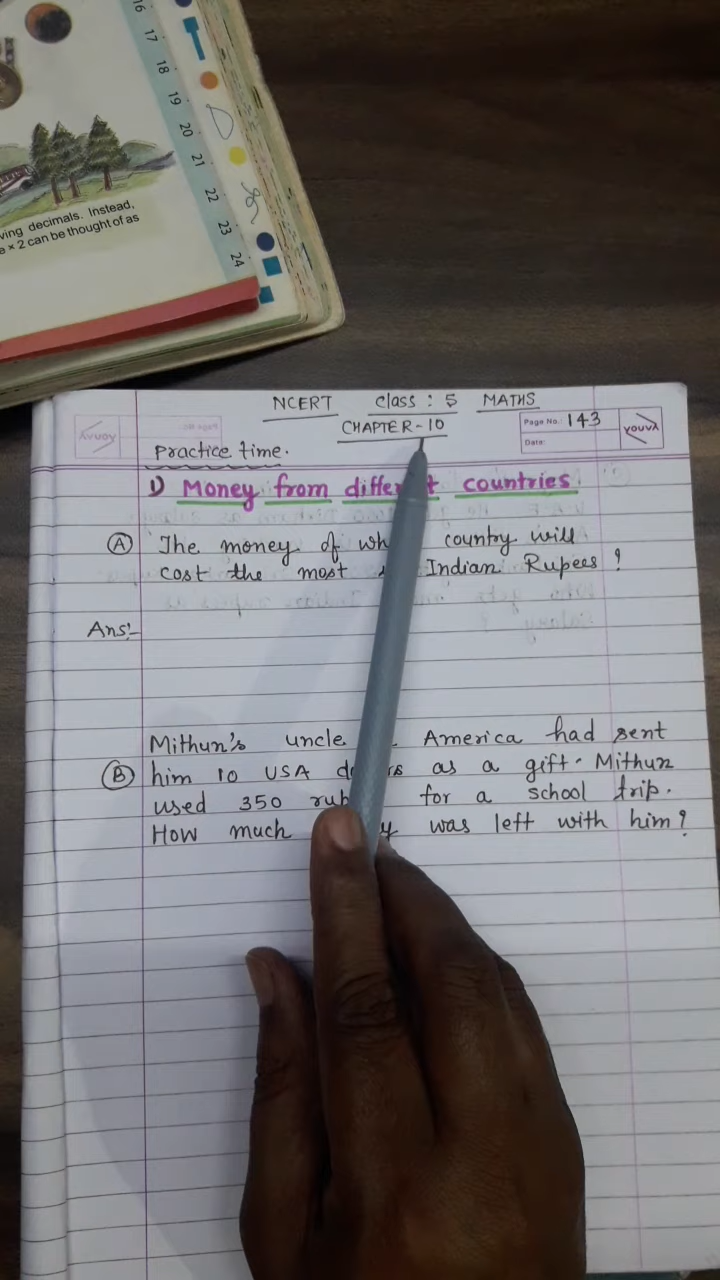 16
17
18
19
20
21
22
23
24
ving decimals. Instead,
e × 2 can be thought of as
NCERT class : 5 MATHS
CHAPTER - 10
Page No.: 143
Date:
YOUVA
Practice time.
1) Money from different countries
(A) The money of country will
cost the most Indian Rupees ?
Ans:-
Mithun's uncle America had sent
(B) him 10 USA as a gift. Mithun
used 350 for a school trip.
How much was left with him?